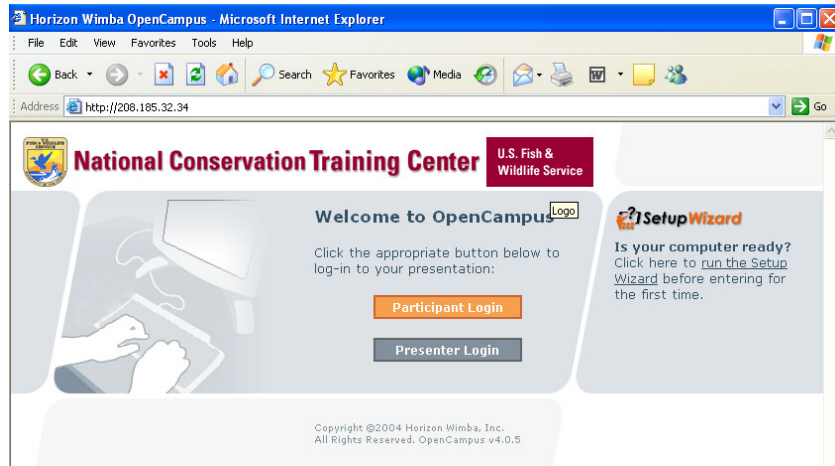 Horizon Wimba OpenCampus - Microsoft Internet Explorer
File Edit View Favorites Tools Help
Back Search Favorites Media
Address http://208.185.32.34 Go
National Conservation Training Center
U.S. Fish &
Wildlife Service
Welcome to OpenCampus
Logo
Click the appropriate button below to
log-in to your presentation:
Participant Login
Presenter Login
SetupWizard
Is your computer ready?
Click here to run the Setup
Wizard before entering for
the first time.
Copyright ©2004 Horizon Wimba, Inc.
All Rights Reserved. OpenCampus v4.0.5